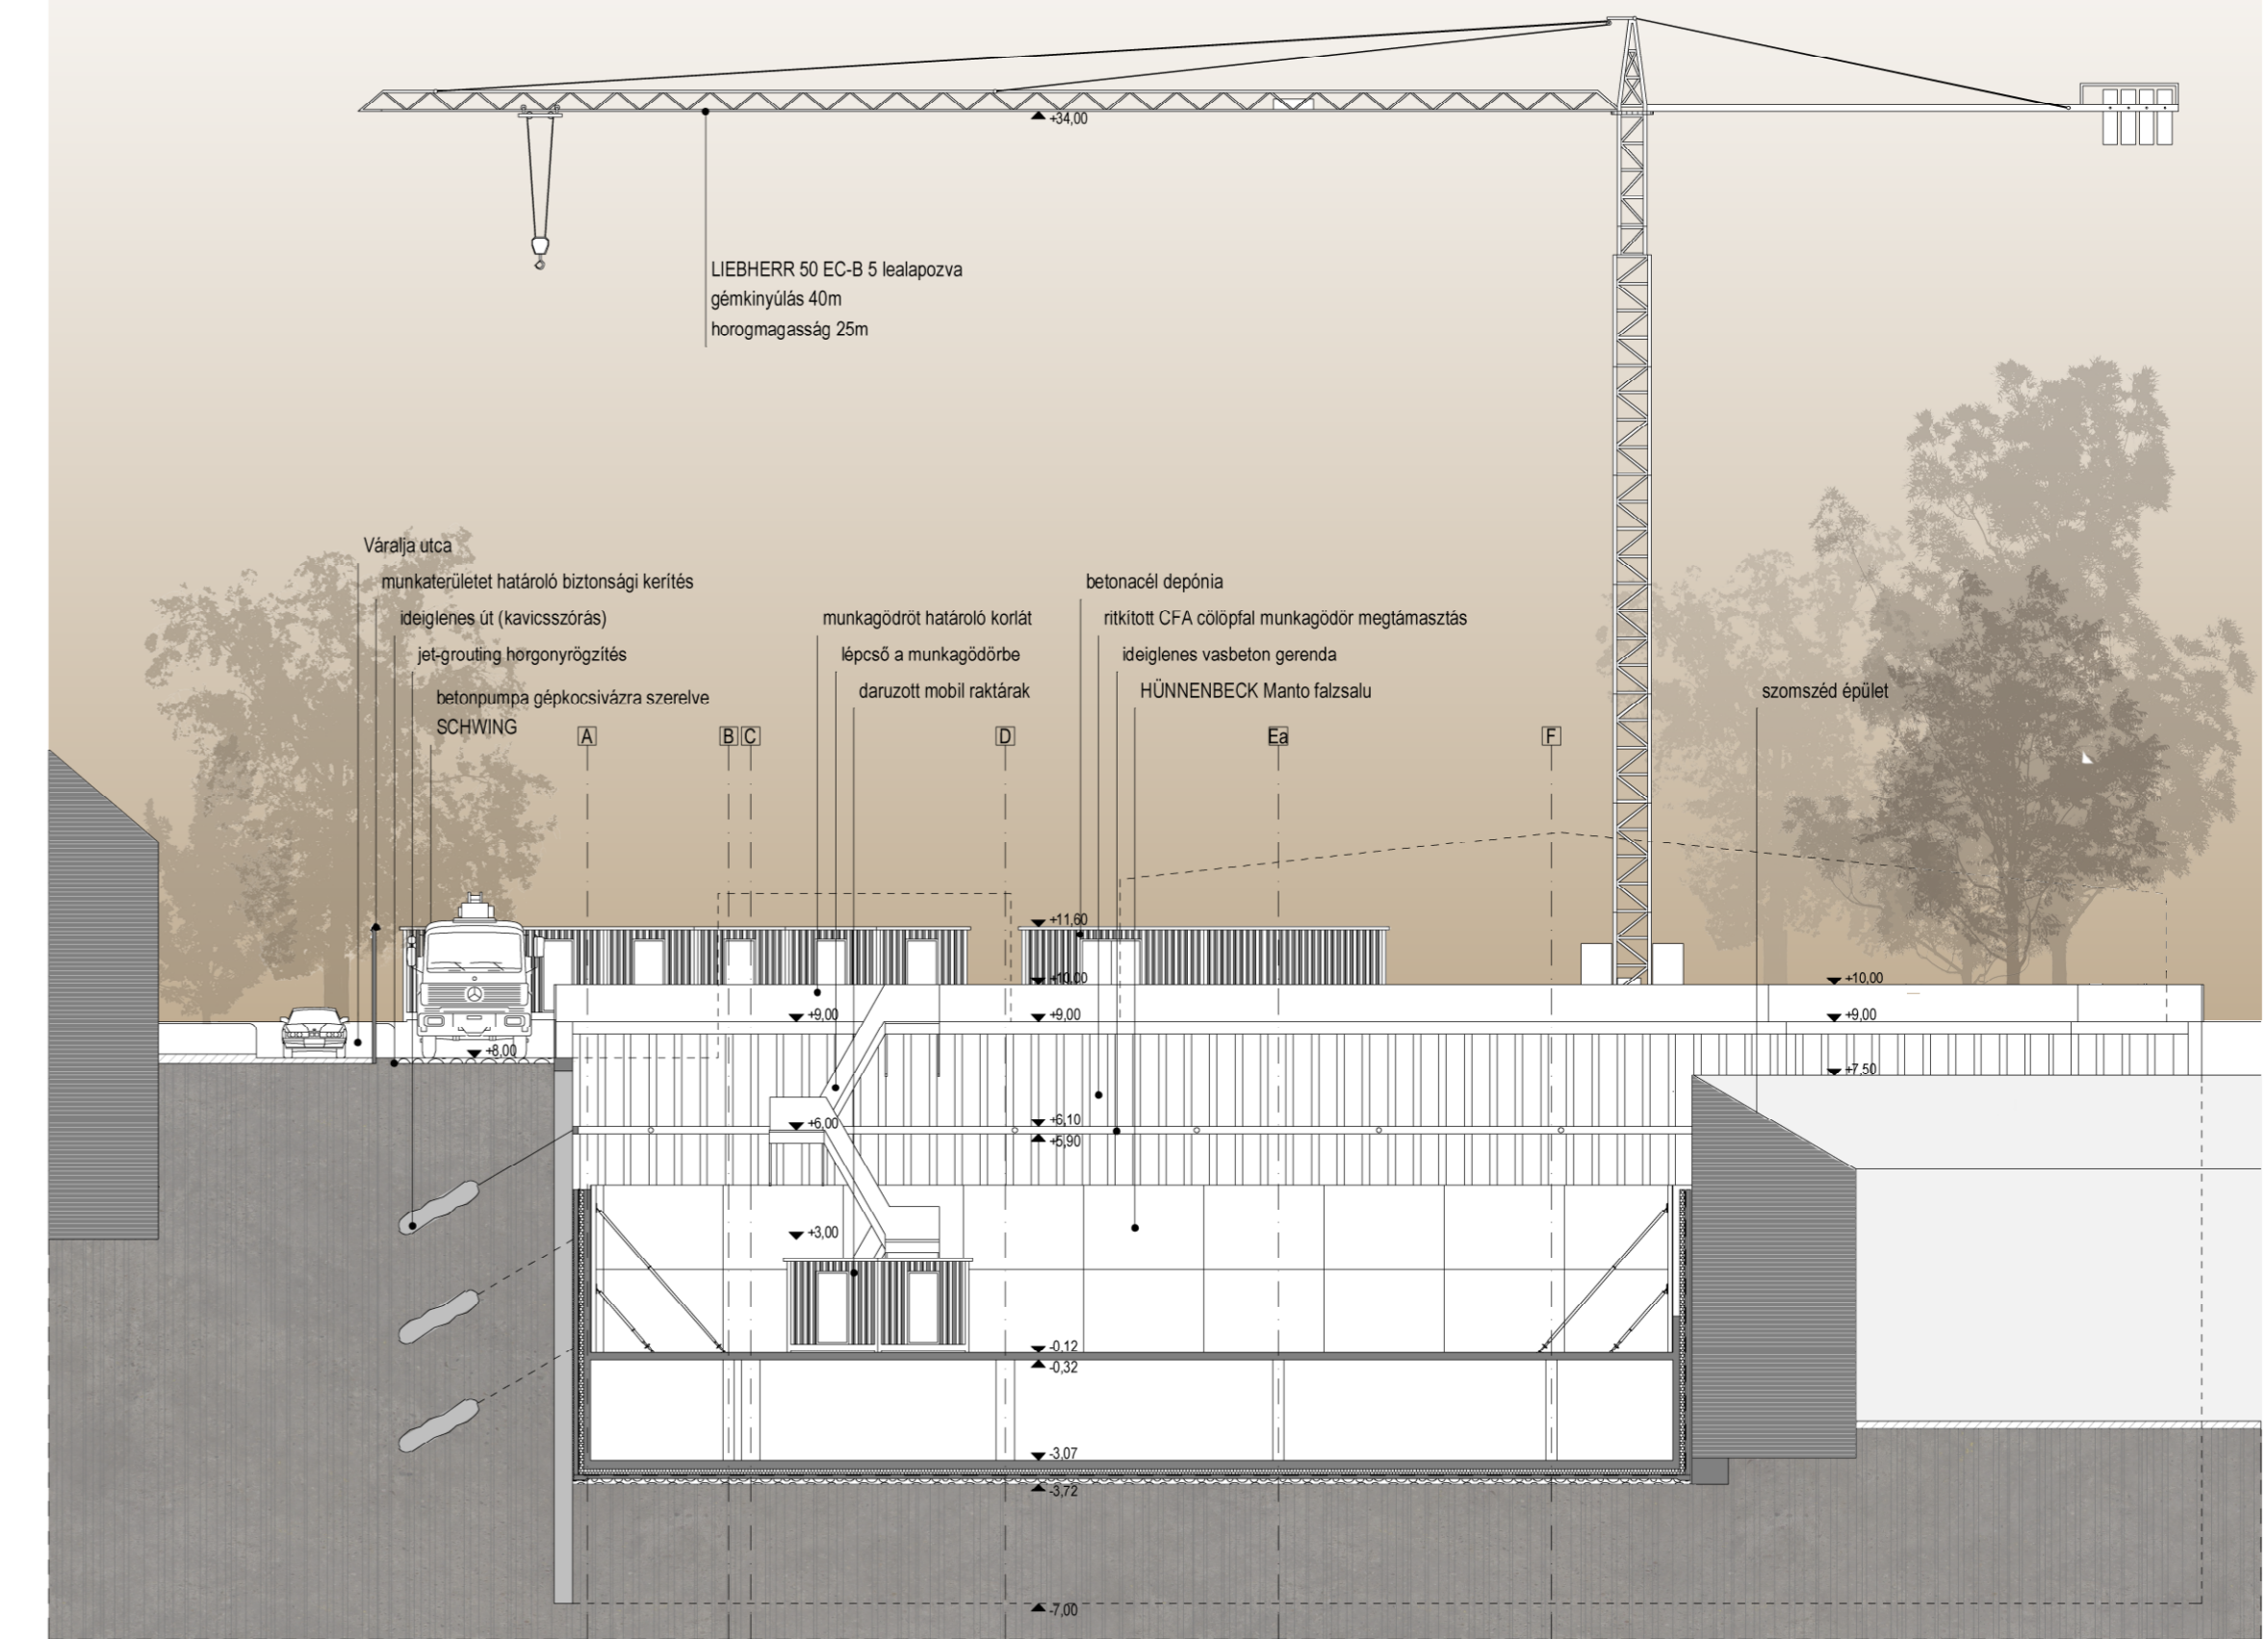 +34,00
LIEBHERR 50 EC-B 5 lealapozva
gémkinyúlás 40m
horogmagasság 25m
Váralja utca
munkaterületet határoló biztonsági kerítés
ideiglenes út (kavicsszórás)
jet-grouting horgonyrögzítés
betonpumpa gépkocsivázra szerelve
SCHWING
munkagödröt határoló korlát
lépcső a munkagödörbe
daruzott mobil raktárak
betonacél depónia
ritkított CFA cölöpfal munkagödör megtámasztás
ideiglenes vasbeton gerenda
HÜNNENBECK Manto falzsalu
szomszéd épület
A
B
C
D
Ea
F
+11,60
+10,00
+10,00
+9,00
+9,00
+9,00
+8,00
+7,50
+6,00
+6,10
+5,90
+3,00
-0,12
-0,32
-3,07
-3,72
-7,00